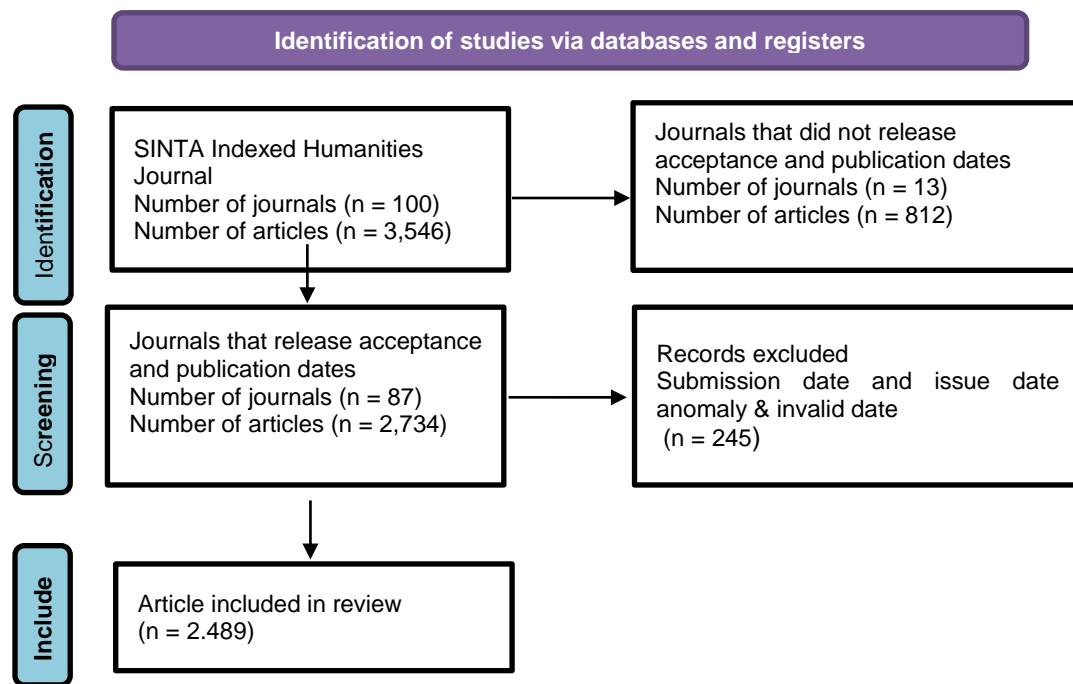 Identification of studies via databases and registers
Identification
SINTA Indexed Humanities
Journal
Number of journals (n = 100)
Number of articles (n = 3,546)
Journals that did not release
acceptance and publication dates
Number of journals (n = 13)
Number of articles (n = 812)
Screening
Journals that release acceptance
and publication dates
Number of journals (n = 87)
Number of articles (n = 2,734)
Records excluded
Submission date and issue date
anomaly & invalid date
(n = 245)
Include
Article included in review
(n = 2.489)